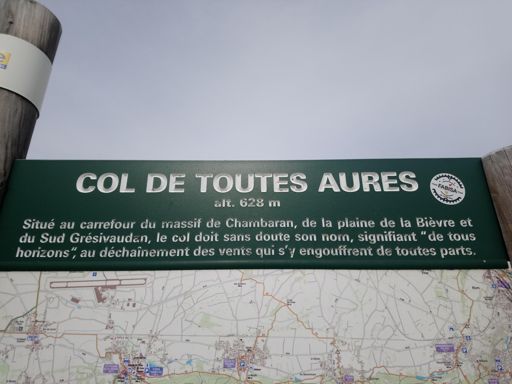 COL DE TOUTES AURES
alt. 628 m
FABISA
Situé au carrefour du massif de Chambaran, de la plaine de la Bièvre et
du Sud Grésivaudan, le col doit sans doute son nom, signifiant "de tous
horizons", au déchaînement des vents qui s'y engouffrent de toutes parts.